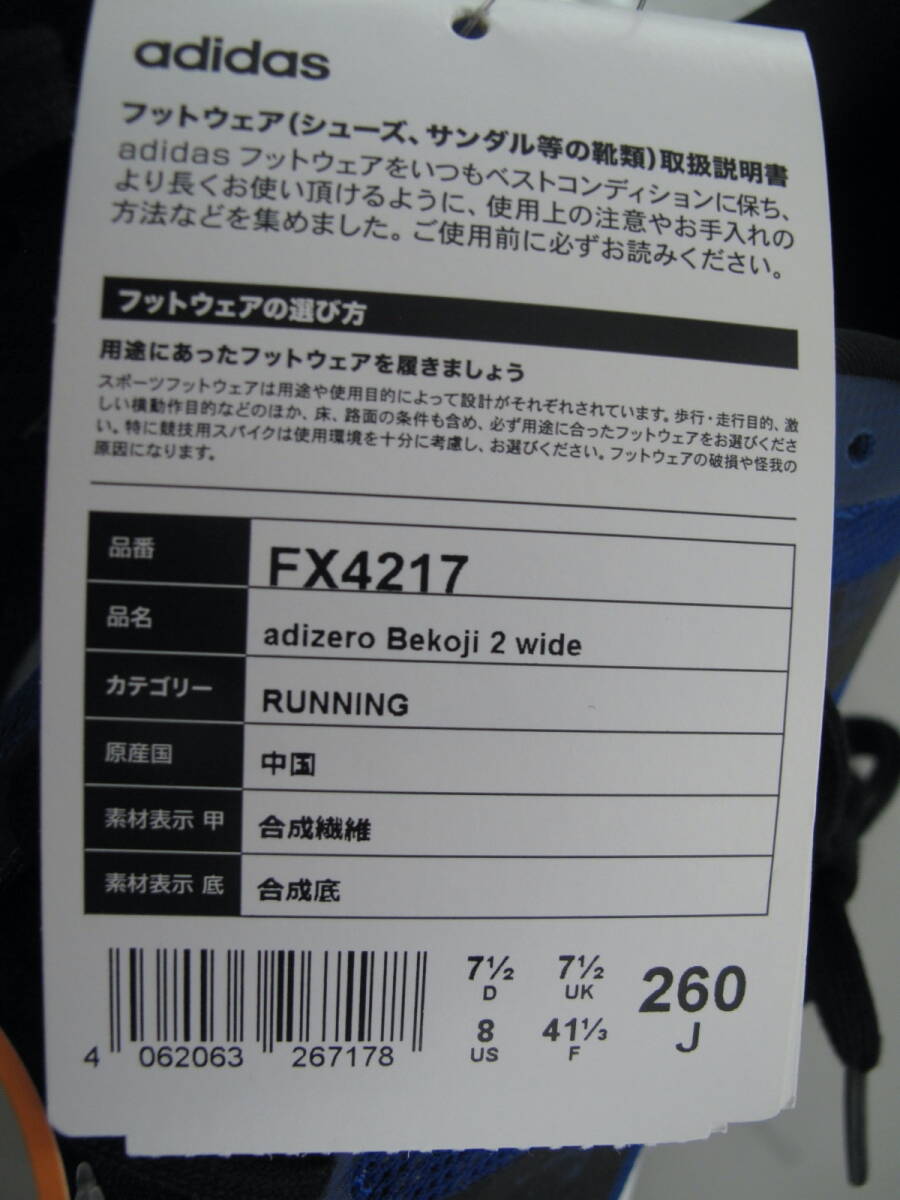 adidas
フットウェア(シューズ、サンダル等の靴類)取扱説明書
adidas フットウェアをいつもベストコンディションに保ち、
より長くお使い頂けるように、使用上の注意やお手入れの
方法などを集めました。ご使用前に必ずお読みください。
フットウェアの選び方
用途にあったフットウェアを履きましょう
スポーツフットウェアは用途や使用目的によって設計がそれぞれされています。歩行・走行目的、激
しい横動作目的などのほか、床、路面の条件も含め、必ず用途に合ったフットウェアをお選びくださ
い。特に競技用スパイクは使用環境を十分に考慮し、お選びください。フットウェアの破損や怪我の
原因になります。
品番 FX4217
品名 adizero Bekoji 2 wide
カテゴリー RUNNING
原産国 中国
素材表示 甲 合成繊維
素材表示 底 合成底
7½ 7½ 260
D UK J
8 41⅓
US F
4 062063 267178